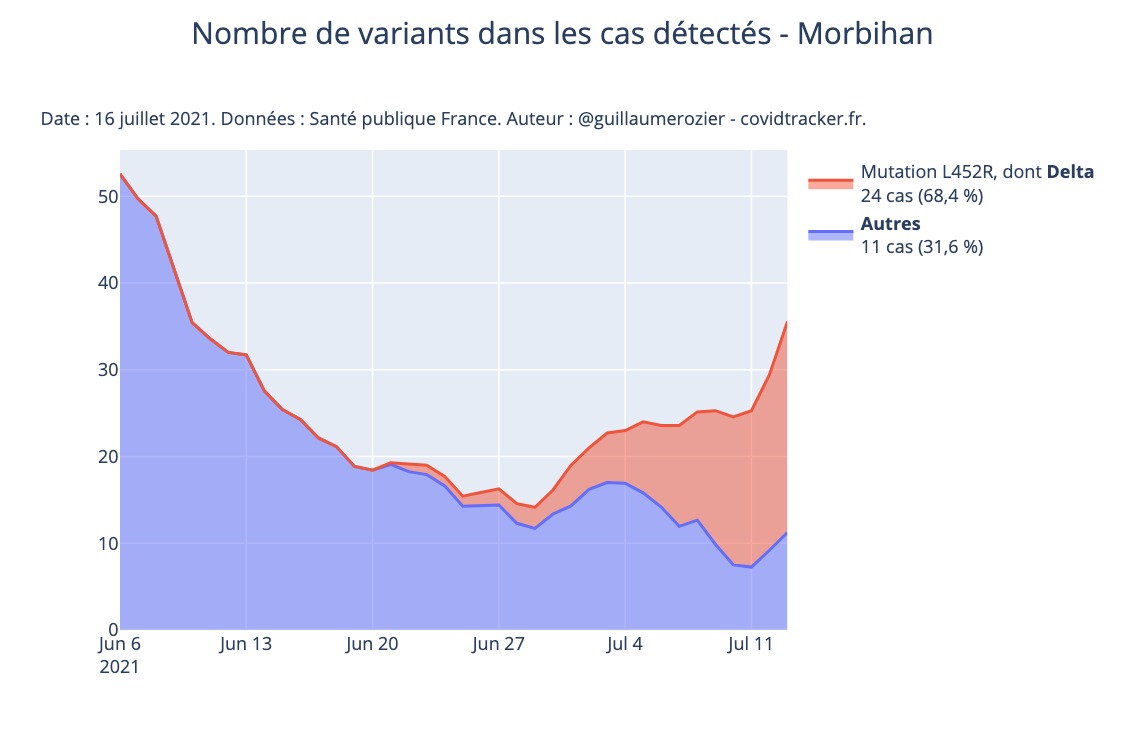 Nombre de variants dans les cas détectés - Morbihan
Date : 16 juillet 2021. Données : Santé publique France. Auteur : @guillaumerozier - covidtracker.fr.
Mutation L452R, dont Delta
24 cas (68,4 %)
Autres
11 cas (31,6 %)
50
40
30
20
10
0
Jun 6 Jun 13 Jun 20 Jun 27 Jul 4 Jul 11
2021